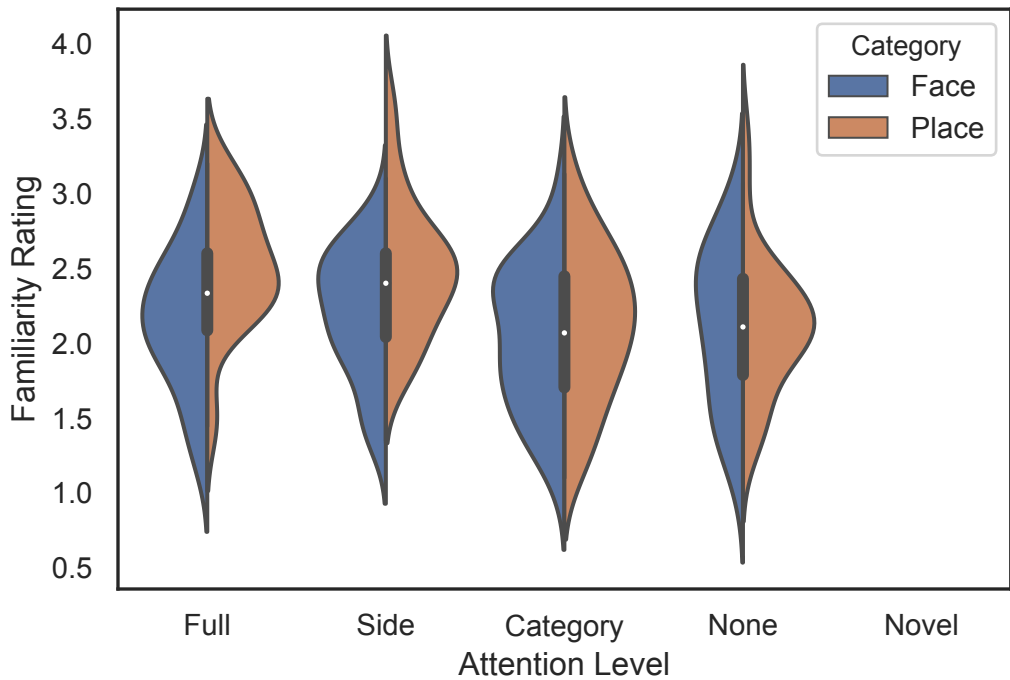 Category
Face
Place
4.0
3.5
3.0
2.5
2.0
1.5
1.0
0.5
Familiarity Rating
Full Side Category None Novel
Attention Level